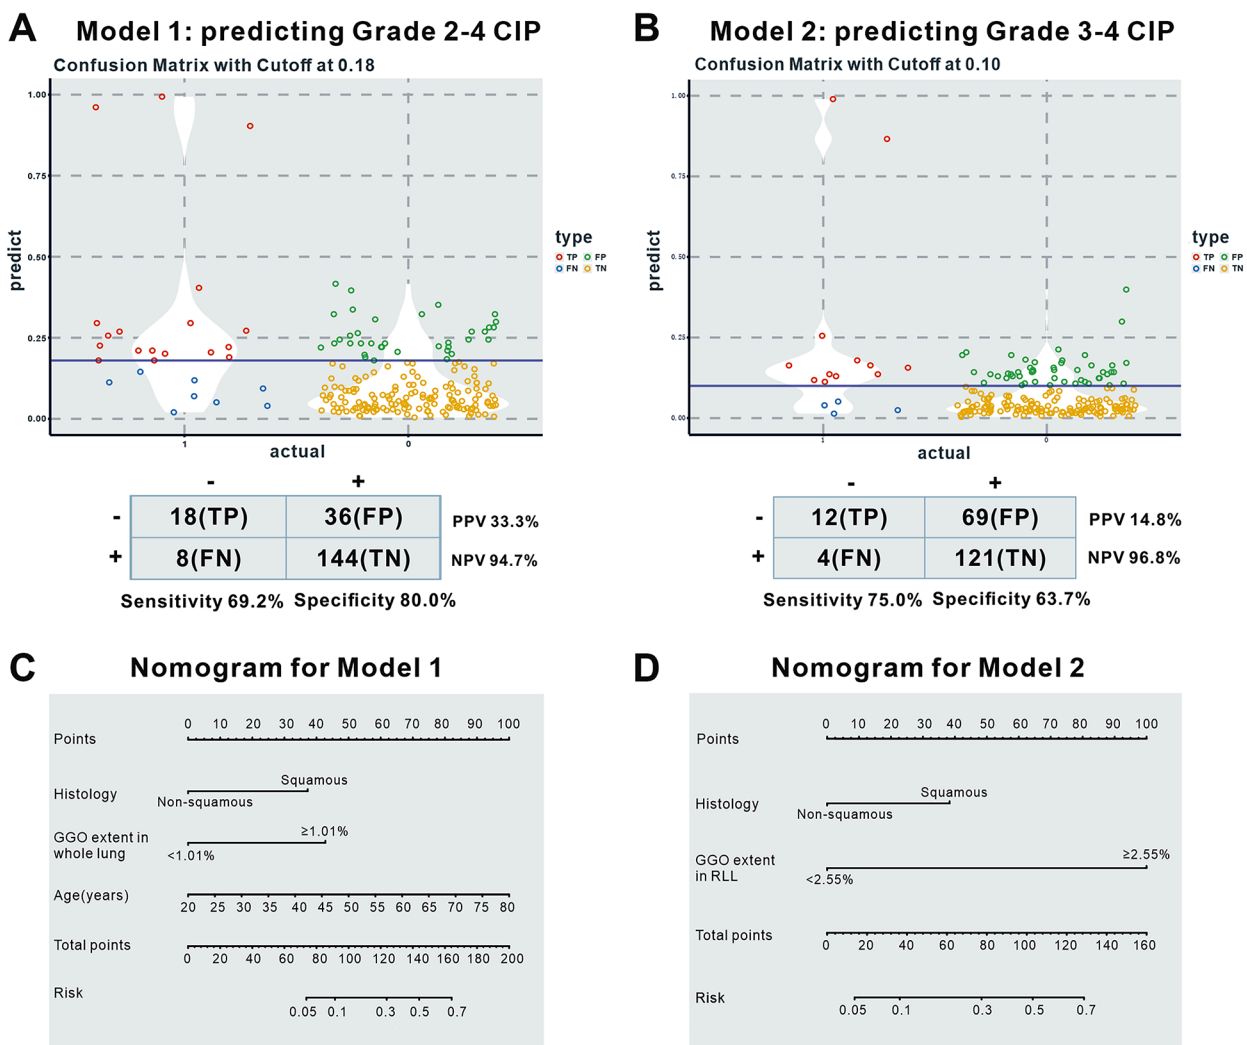 A
Model 1: predicting Grade 2-4 CIP
Confusion Matrix with Cutoff at 0.18
predict
1.00
0.75
0.50
0.25
0.00
1
0
actual
type
TP FP
FN TN
- +
- 18(TP) 36(FP) PPV 33.3%
+ 8(FN) 144(TN) NPV 94.7%
Sensitivity 69.2% Specificity 80.0%
B
Model 2: predicting Grade 3-4 CIP
Confusion Matrix with Cutoff at 0.10
predict
1.00
0.75
0.50
0.25
0.00
1
0
actual
type
TP FP
FN TN
- +
- 12(TP) 69(FP) PPV 14.8%
+ 4(FN) 121(TN) NPV 96.8%
Sensitivity 75.0% Specificity 63.7%
C
Nomogram for Model 1
0 10 20 30 40 50 60 70 80 90 100
Points
Squamous
Histology
Non-squamous
GGO extent in
whole lung
≥1.01%
<1.01%
Age(years)
20 25 30 35 40 45 50 55 60 65 70 75 80
Total points
0 20 40 60 80 100 120 140 160 180 200
Risk
0.05 0.1 0.3 0.5 0.7
D
Nomogram for Model 2
0 10 20 30 40 50 60 70 80 90 100
Points
Squamous
Histology
Non-squamous
≥2.55%
GGO extent
in RLL
<2.55%
Total points
0 20 40 60 80 100 120 140 160
Risk
0.05 0.1 0.3 0.5 0.7